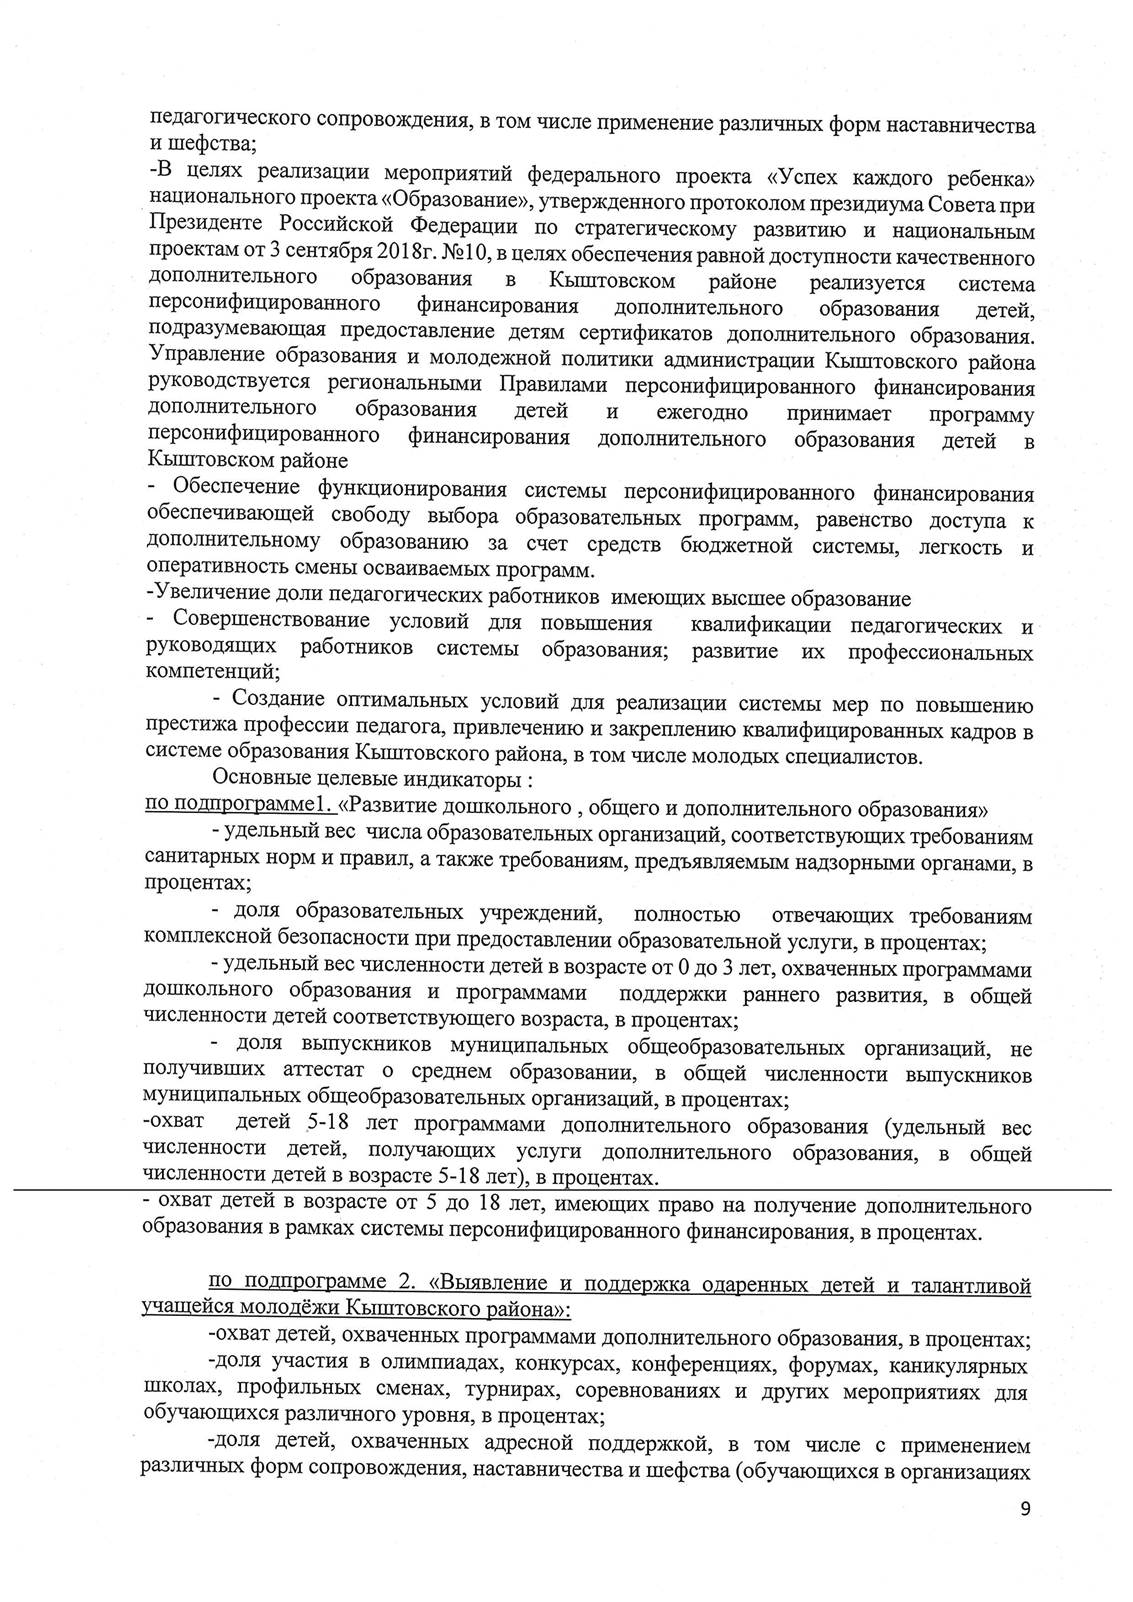 педагогического сопровождения, в том числе применение различных форм наставничества
и шефства;
-В целях реализации мероприятий федерального проекта «Успех каждого ребенка»
национального проекта «Образование», утвержденного протоколом президиума Совета при
Президенте Российской Федерации по стратегическому развитию и национальным
проектам от 3 сентября 2018г. №10, в целях обеспечения равной доступности качественного
дополнительного образования в Кыштовском районе реализуется система
персонифицированного финансирования дополнительного образования детей,
подразумевающая предоставление детям сертификатов дополнительного образования.
Управление образования и молодежной политики администрации Кыштовского района
руководствуется региональными Правилами персонифицированного финансирования
дополнительного образования детей и ежегодно принимает программу
персонифицированного финансирования дополнительного образования детей в
Кыштовском районе
- Обеспечение функционирования системы персонифицированного финансирования
обеспечивающей свободу выбора образовательных программ, равенство доступа к
дополнительному образованию за счет средств бюджетной системы, легкость и
оперативность смены осваиваемых программ.
-Увеличение доли педагогических работников имеющих высшее образование
- Совершенствование условий для повышения квалификации педагогических и
руководящих работников системы образования; развитие их профессиональных
компетенций;
- Создание оптимальных условий для реализации системы мер по повышению
престижа профессии педагога, привлечению и закреплению квалифицированных кадров в
системе образования Кыштовского района, в том числе молодых специалистов.
Основные целевые индикаторы :
по подпрограмме1. «Развитие дошкольного , общего и дополнительного образования»
- удельный вес числа образовательных организаций, соответствующих требованиям
санитарных норм и правил, а также требованиям, предъявляемым надзорными органами, в
процентах;
- доля образовательных учреждений, полностью отвечающих требованиям
комплексной безопасности при предоставлении образовательной услуги, в процентах;
- удельный вес численности детей в возрасте от 0 до 3 лет, охваченных программами
дошкольного образования и программами поддержки раннего развития, в общей
численности детей соответствующего возраста, в процентах;
- доля выпускников муниципальных общеобразовательных организаций, не
получивших аттестат о среднем образовании, в общей численности выпускников
муниципальных общеобразовательных организаций, в процентах;
-охват детей 5-18 лет программами дополнительного образования (удельный вес
численности детей, получающих услуги дополнительного образования, в общей
численности детей в возрасте 5-18 лет), в процентах.
- охват детей в возрасте от 5 до 18 лет, имеющих право на получение дополнительного
образования в рамках системы персонифицированного финансирования, в процентах.
по подпрограмме 2. «Выявление и поддержка одаренных детей и талантливой
учащейся молодёжи Кыштовского района»:
-охват детей, охваченных программами дополнительного образования, в процентах;
-доля участия в олимпиадах, конкурсах, конференциях, форумах, каникулярных
школах, профильных сменах, турнирах, соревнованиях и других мероприятиях для
обучающихся различного уровня, в процентах;
-доля детей, охваченных адресной поддержкой, в том числе с применением
различных форм сопровождения, наставничества и шефства (обучающихся в организациях
9